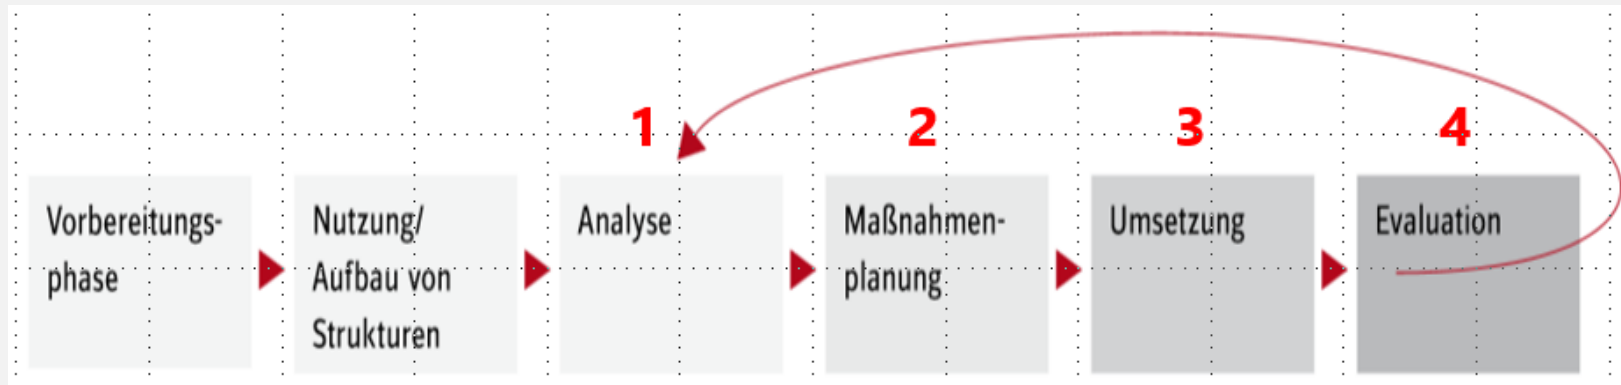 1 2 3 4
Vorbereitungs-
phase
Nutzung/
Aufbau von
Strukturen
Analyse
Maßnahmen-
planung
Umsetzung
Evaluation